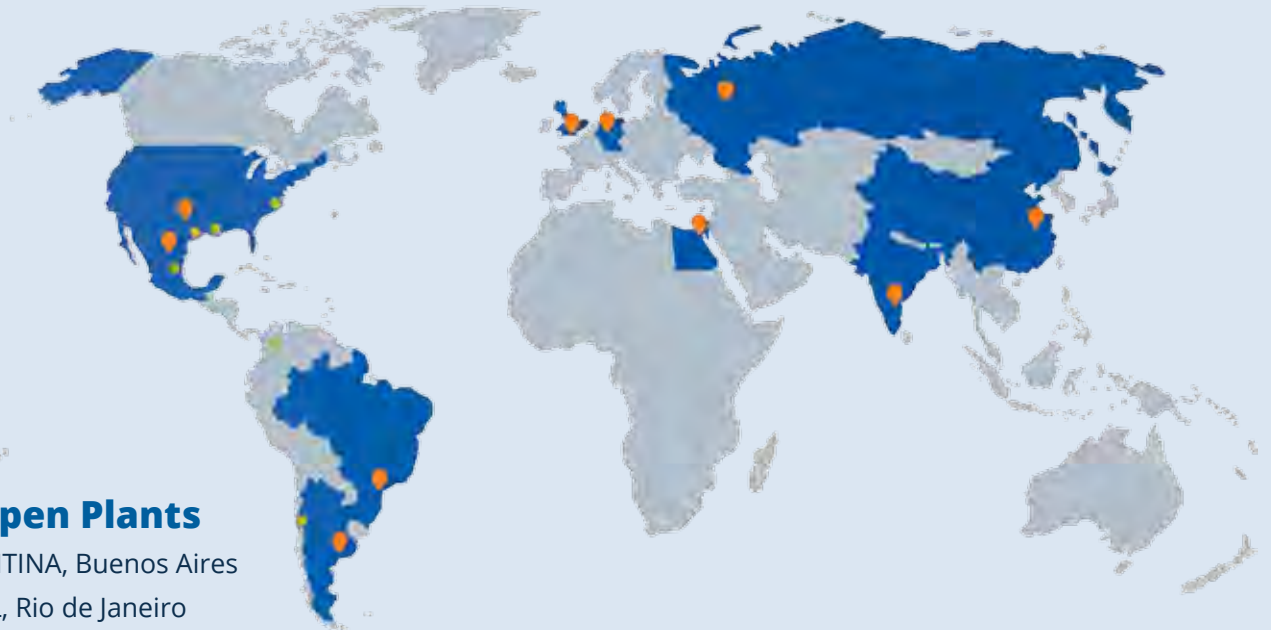 pen Plants
TINA, Buenos Aires
, Rio de Janeiro